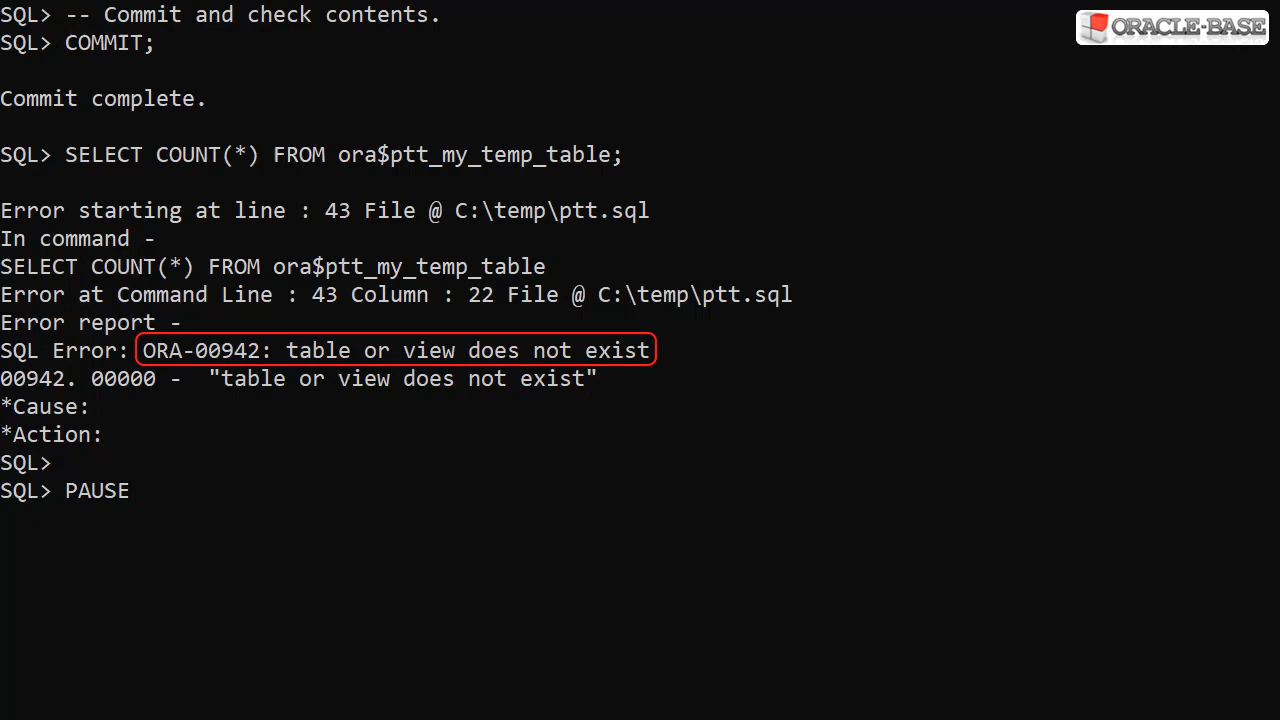 SQL> -- Commit and check contents.
ORACLE-BASE
SQL> COMMIT;
Commit complete.
SQL> SELECT COUNT(*) FROM ora$ptt_my_temp_table;
Error starting at line : 43 File @ C:\temp\ptt.sql
In command -
SELECT COUNT(*) FROM ora$ptt_my_temp_table
Error at Command Line : 43 Column : 22 File @ C:\temp\ptt.sql
Error report -
SQL Error: ORA-00942: table or view does not exist
00942. 00000 -  "table or view does not exist"
*Cause:
*Action:
SQL>
SQL> PAUSE